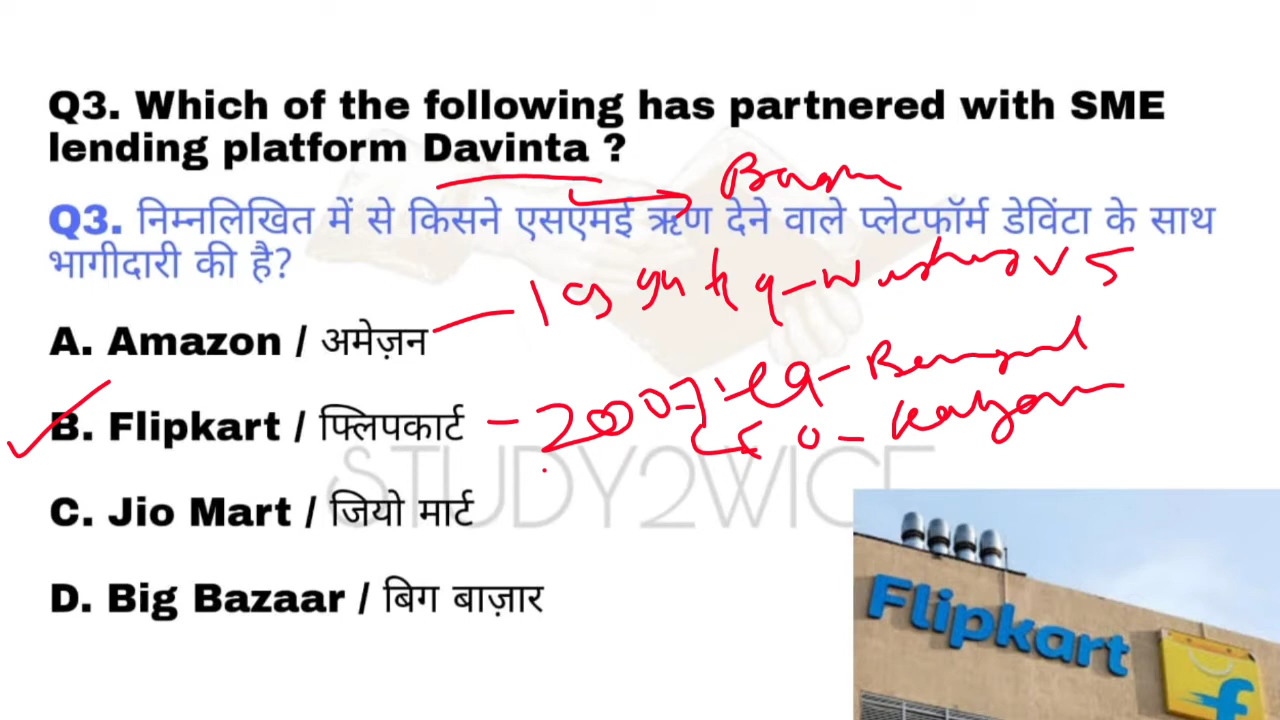 Q3. Which of the following has partnered with SME
lending platform Davinta ?
Q3. निम्नलिखित में से किसने एसएमई ऋण देने वाले प्लेटफॉर्म डेविंटा के साथ
भागीदारी की है?
A. Amazon / अमेज़न
B. Flipkart / फ्लिपकार्ट
2007
C. Jio Mart / जियो मार्ट
D. Big Bazaar / बिग बाज़ार
STUDY2WICE
Flipkart